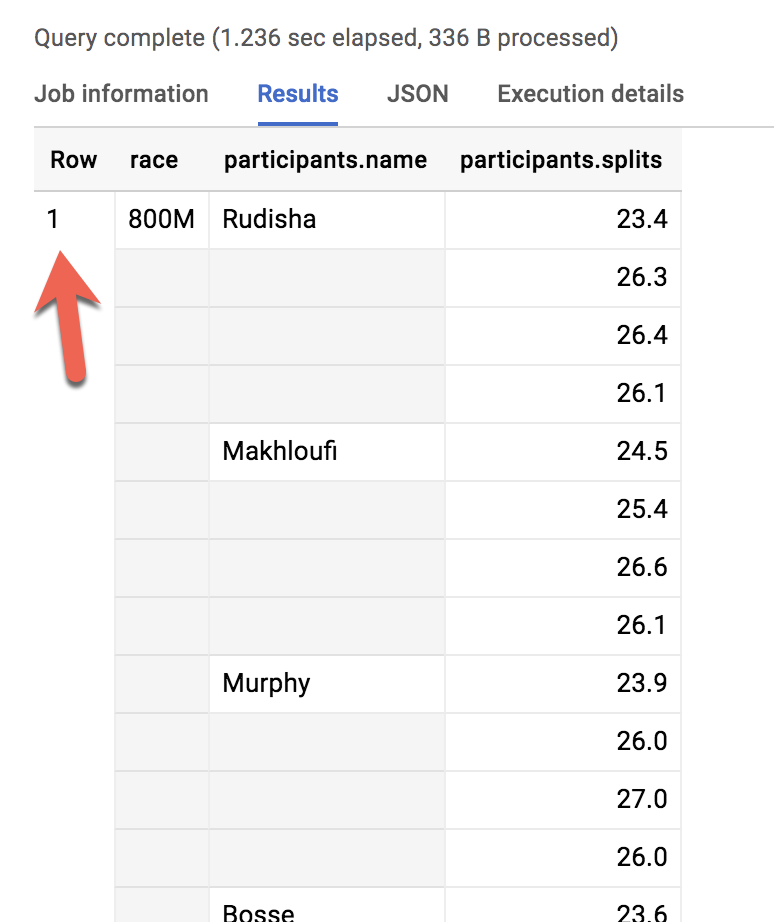 Query complete (1.236 sec elapsed, 336 B processed)
Job information Results JSON Execution details
Row race participants.name participants.splits
1 800M Rudisha 23.4
26.3
26.4
26.1
Makhloufi 24.5
25.4
26.6
26.1
Murphy 23.9
26.0
27.0
26.0
Bosse 23.6